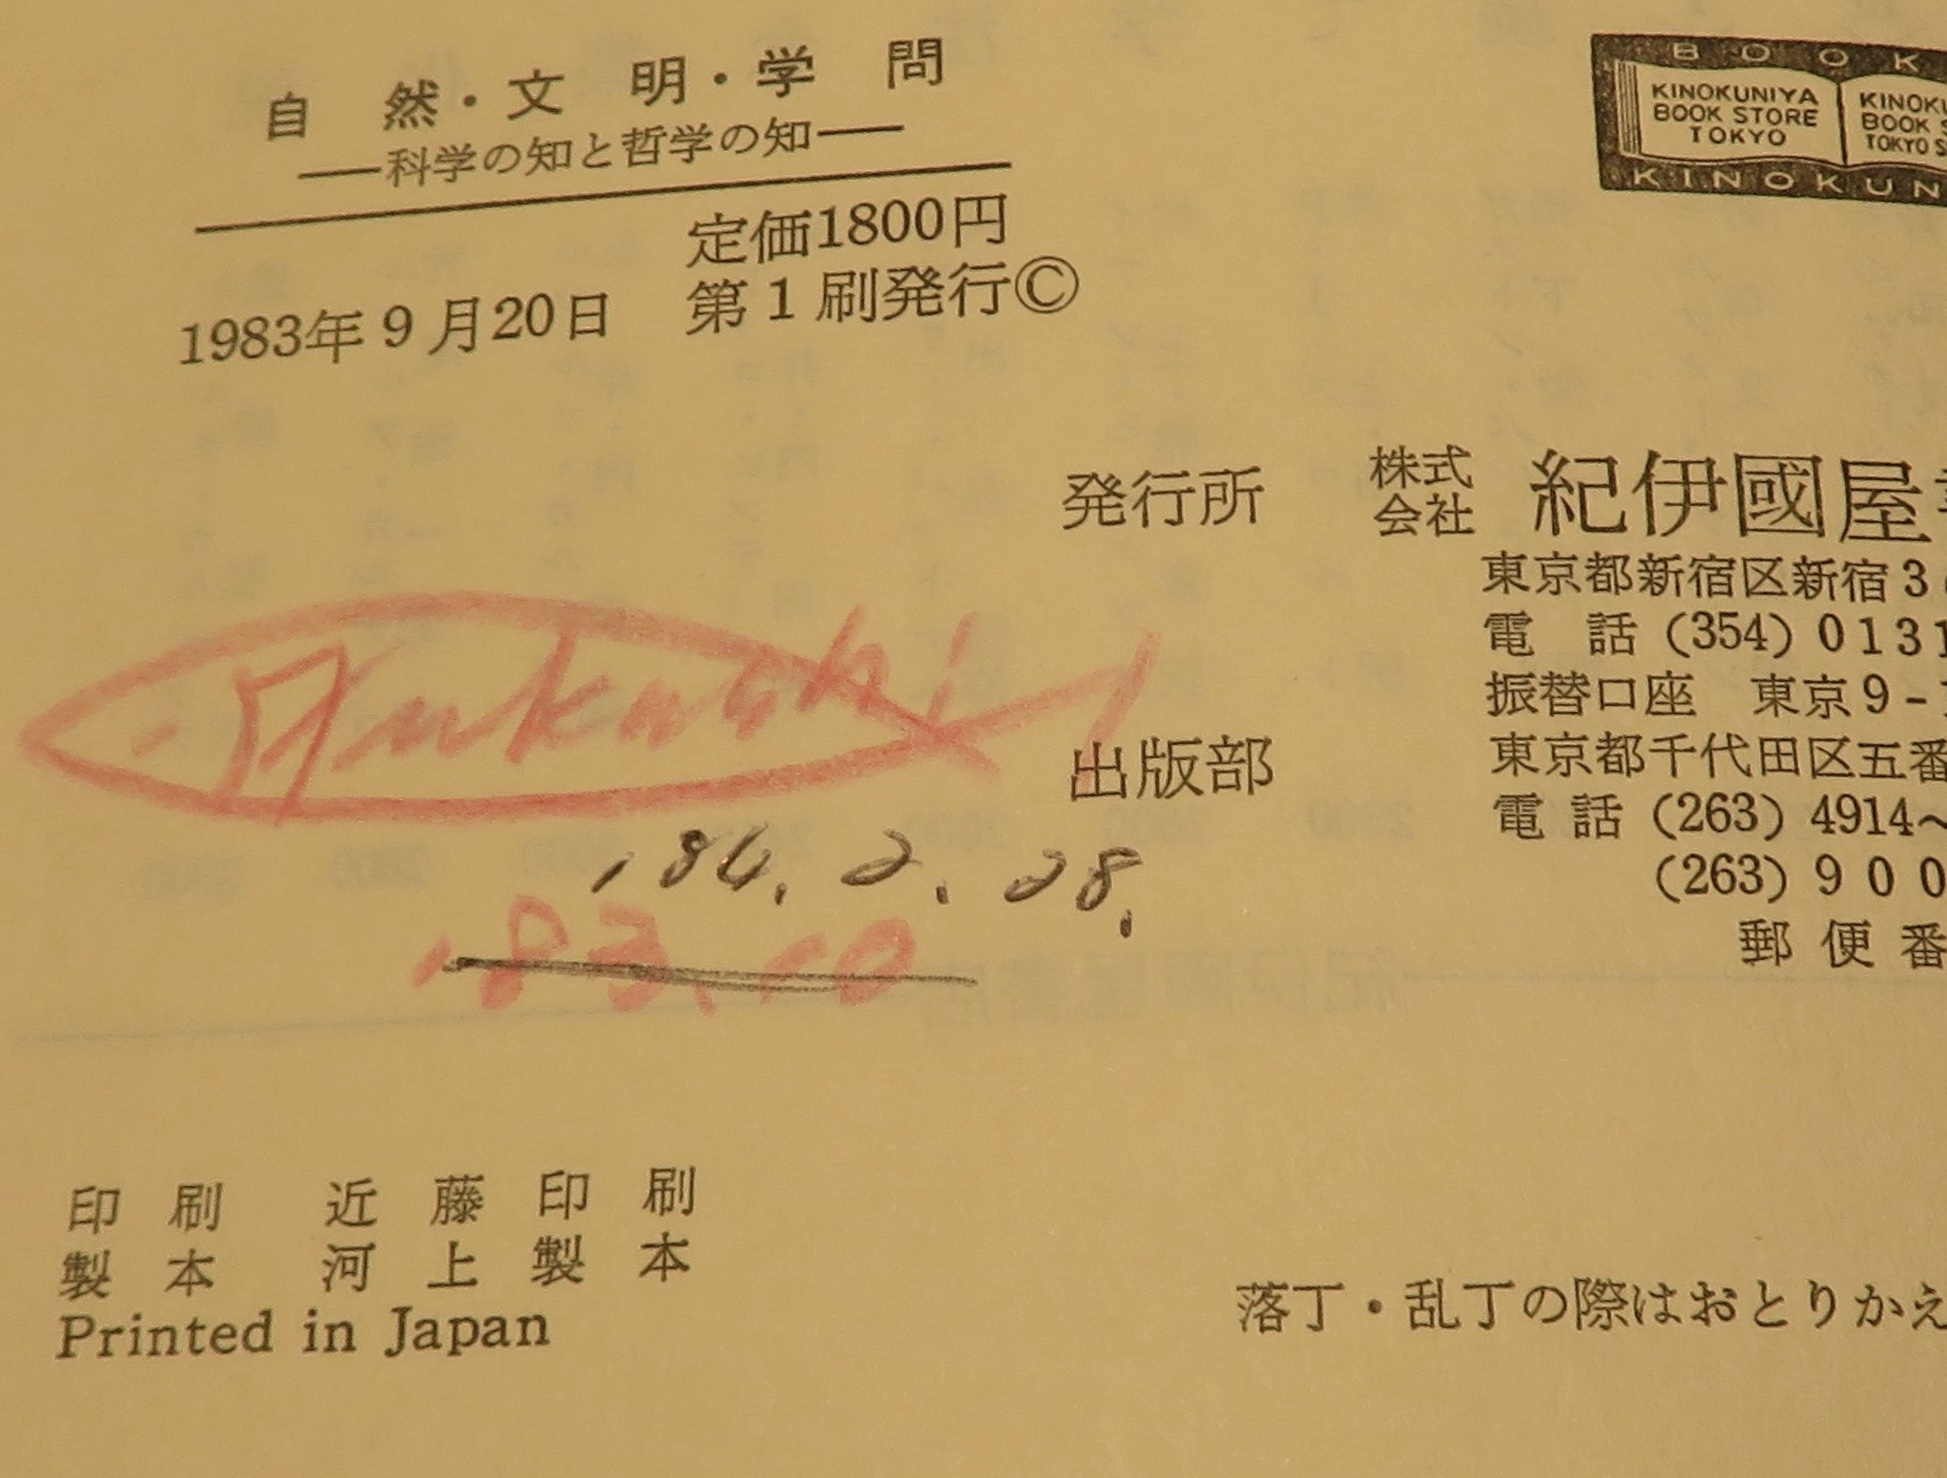 自然・文明・学問
──科学の知と哲学の知──
定価1800円
1983年9月20日 第1刷発行©
BOOK
KINOKUNIYA
BOOK STORE
TOKYO
KINOKU
BOOK S
TOKYO S
KINOKUN
発行所 株式会社 紀伊國屋
東京都新宿区新宿3
電話 (354) 0131
振替口座 東京9-
出版部 東京都千代田区五番
電話 (263) 4914〜
(263) 900
郵便番
'84. 2. 28.
'83.10
印刷 近藤印刷
製本 河上製本
Printed in Japan
落丁・乱丁の際はおとりかえ